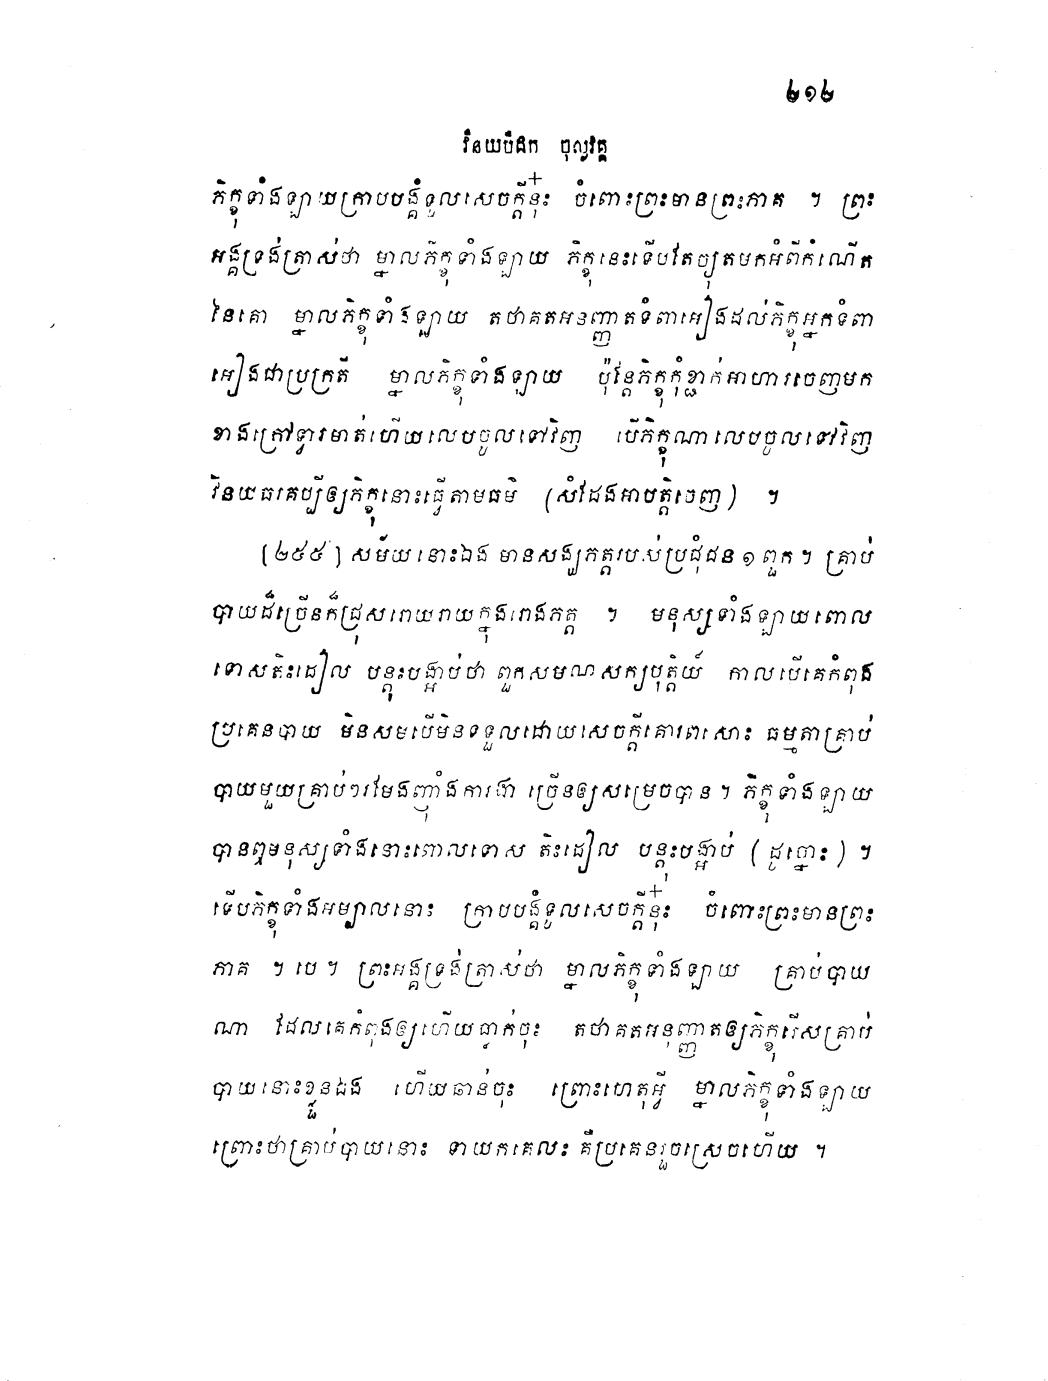 ២១២
វិនយបិដក ចុល្លវគ្គ
ភិក្ខុទាំងឡាយក្រាបបង្គំទូលសេចក្តីនុ៎ះ ចំពោះព្រះមានព្រះភាគ ។ ព្រះ
អង្គទ្រង់ត្រាស់ថា ម្នាលភិក្ខុទាំងឡាយ ភិក្ខុនេះទើបតែច្យុតមកអំពីកំណើត
នៃគោ ម្នាលភិក្ខុទាំងឡាយ តថាគតអនុញ្ញាតទំពាអៀងដល់ភិក្ខុអ្នកទំពា
អៀងជាប្រក្រតី ម្នាលភិក្ខុទាំងឡាយ ប៉ុន្តែភិក្ខុកុំខ្ជាក់អាហារចេញមក
ខាងក្រៅទ្វារមាត់ហើយលេបចូលទៅវិញ បើភិក្ខុណាលេបចូលទៅវិញ
វិនយធរគប្បីឲ្យភិក្ខុនោះធ្វើតាមធម៌ (សំដែងអាបត្តិចេញ) ។
[២៥៥] សម័យនោះឯង មានសង្ឃភត្តរបស់ប្រជុំជន ១ ពួក ។ គ្រាប់
បាយដ៏ច្រើនក៏ជ្រុសរោយរាយក្នុងរោងភត្ត ។ មនុស្សទាំងឡាយពោល
ទោសតិះដៀល បន្តុះបង្អាប់ថា ពួកសមណសក្យបុត្តិយ៍ កាលបើគេកំពុង
ប្រគេនបាយ មិនសមបើមិនទទួលដោយសេចក្តីគោរពសោះ ធម្មតាគ្រាប់
បាយមួយគ្រាប់ៗ រមែងញ៉ាំងការងារ ច្រើនឲ្យសម្រេចបាន ។ ភិក្ខុទាំងឡាយ
បានឮមនុស្សទាំងនោះពោលទោស តិះដៀល បន្តុះបង្អាប់ (ដូច្នោះ) ។
ទើបភិក្ខុទាំងអម្បាលនោះ ក្រាបបង្គំទូលសេចក្តីនុ៎ះ ចំពោះព្រះមានព្រះ
ភាគ ។ បេ ។ ព្រះអង្គទ្រង់ត្រាស់ថា ម្នាលភិក្ខុទាំងឡាយ គ្រាប់បាយ
ណា ដែលគេកំពុងឲ្យហើយធ្លាក់ចុះ តថាគតអនុញ្ញាតឲ្យភិក្ខុរើសគ្រាប់
បាយនោះខ្លួនឯង ហើយឆាន់ចុះ ព្រោះហេតុអ្វី ម្នាលភិក្ខុទាំងឡាយ
ព្រោះថាគ្រាប់បាយនោះ ទាយកគេលះ គឺប្រគេនរួចស្រេចហើយ ។